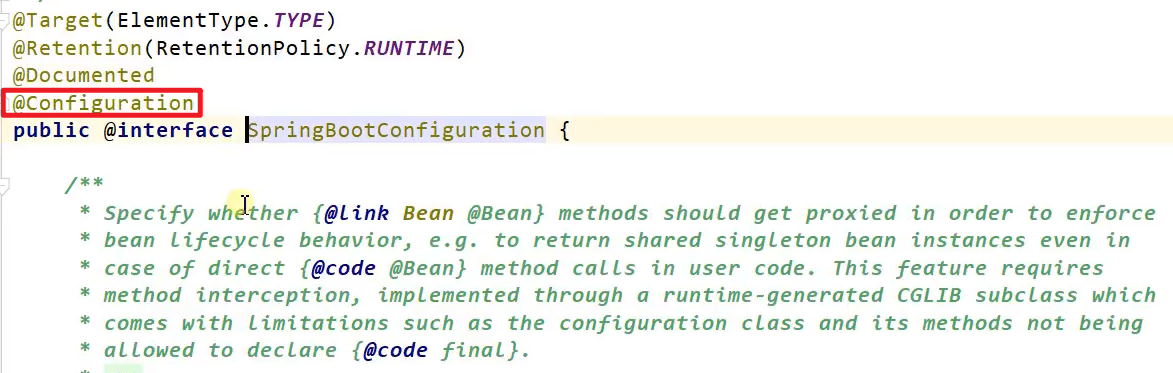 @Target(ElementType.TYPE)
@Retention(RetentionPolicy.RUNTIME)
@Documented
@Configuration
public @interface SpringBootConfiguration {
/**
* Specify whether {@link Bean @Bean} methods should get proxied in order to enforce
* bean lifecycle behavior, e.g. to return shared singleton bean instances even in
* case of direct {@code @Bean} method calls in user code. This feature requires
* method interception, implemented through a runtime-generated CGLIB subclass which
* comes with limitations such as the configuration class and its methods not being
* allowed to declare {@code final}.
*